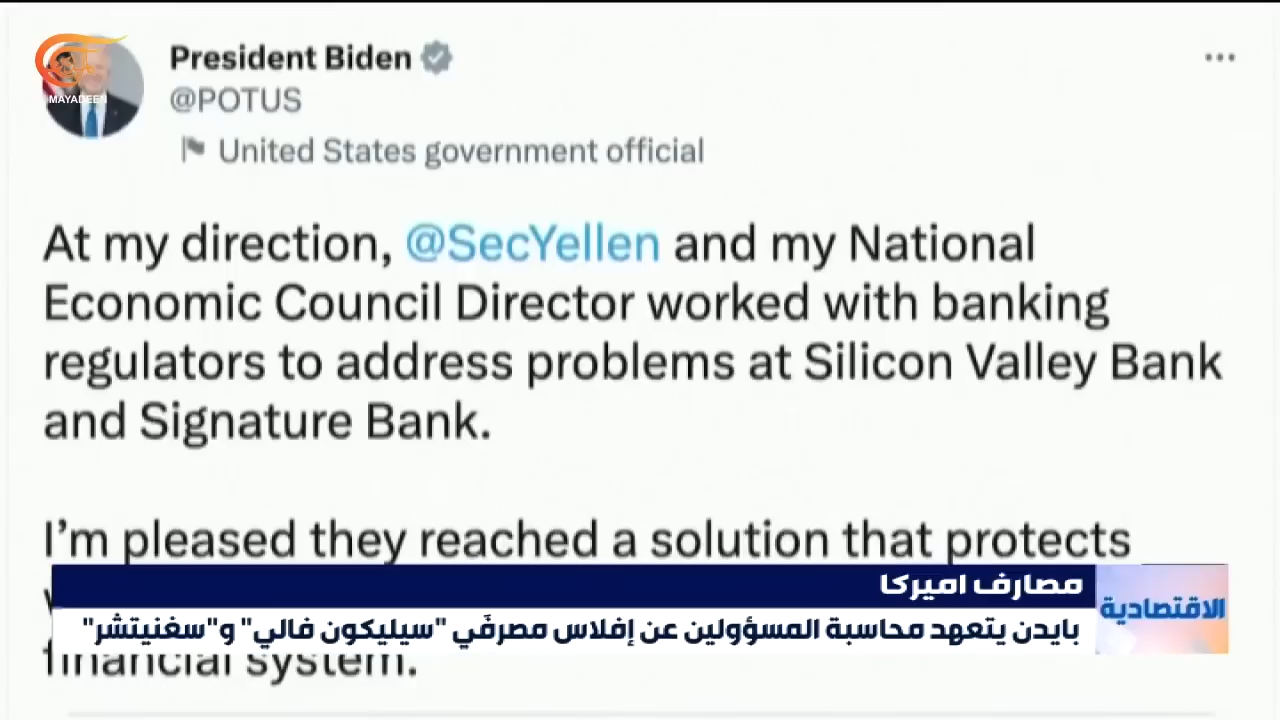 MAYADEEN
President Biden
@POTUS
United States government official
At my direction, @SecYellen and my National
Economic Council Director worked with banking
regulators to address problems at Silicon Valley Bank
and Signature Bank.
I’m pleased they reached a solution that protects
financial system.
مصارف اميركا
الاقتصادية
بايدن يتعهد محاسبة المسؤولين عن إفلاس مصرفَي "سيليكون فالي" و"سغنيتشر"